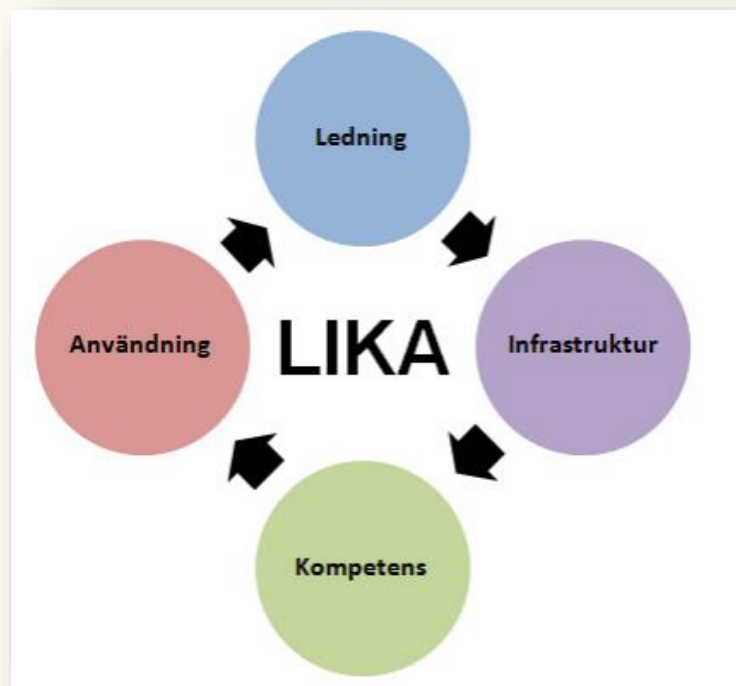 Ledning
Användning
LIKA
Infrastruktur
Kompetens